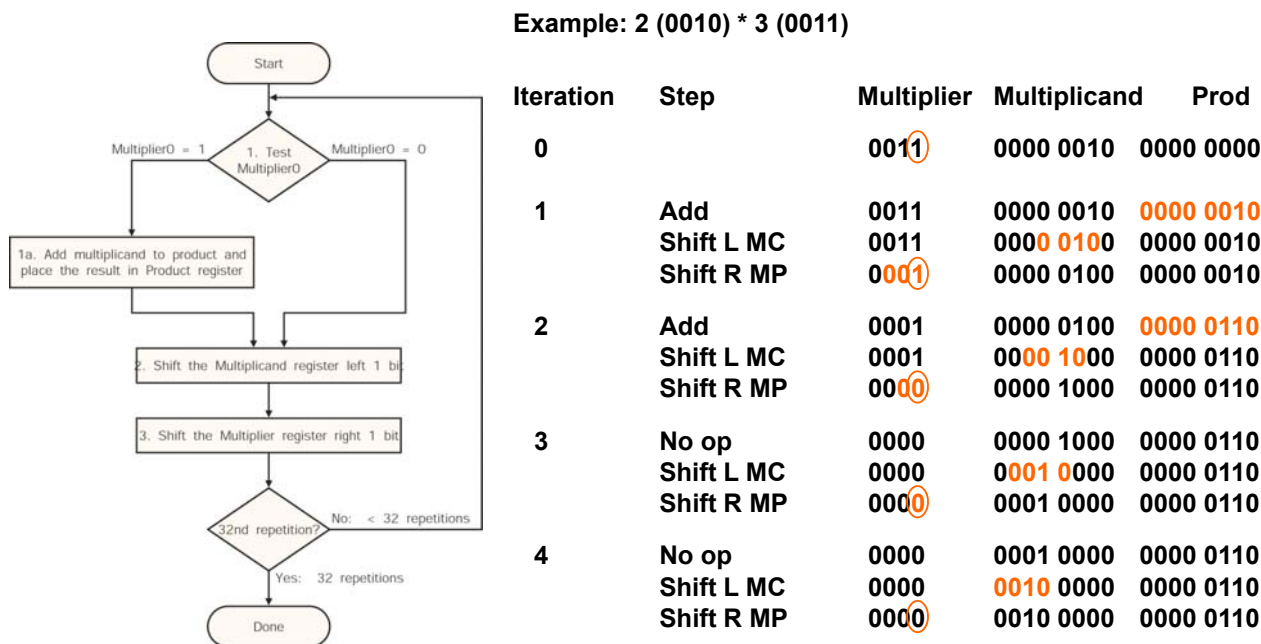 Example: 2 (0010) * 3 (0011)
Start
Multiplier0 = 1
1. Test
Multiplier0
Multiplier0 = 0
1a. Add multiplicand to product and
place the result in Product register
2. Shift the Multiplicand register left 1 bit
3. Shift the Multiplier register right 1 bit
32nd repetition?
No: < 32 repetitions
Yes: 32 repetitions
Done
Iteration Step Multiplier Multiplicand Prod
0 0011 0000 0010 0000 0000
1 Add 0011 0000 0010 0000 0010
Shift L MC 0011 0000 0100 0000 0010
Shift R MP 0001 0000 0100 0000 0010
2 Add 0001 0000 0100 0000 0110
Shift L MC 0001 0000 1000 0000 0110
Shift R MP 0000 0000 1000 0000 0110
3 No op 0000 0000 1000 0000 0110
Shift L MC 0000 0001 0000 0000 0110
Shift R MP 0000 0001 0000 0000 0110
4 No op 0000 0001 0000 0000 0110
Shift L MC 0000 0010 0000 0000 0110
Shift R MP 0000 0010 0000 0000 0110